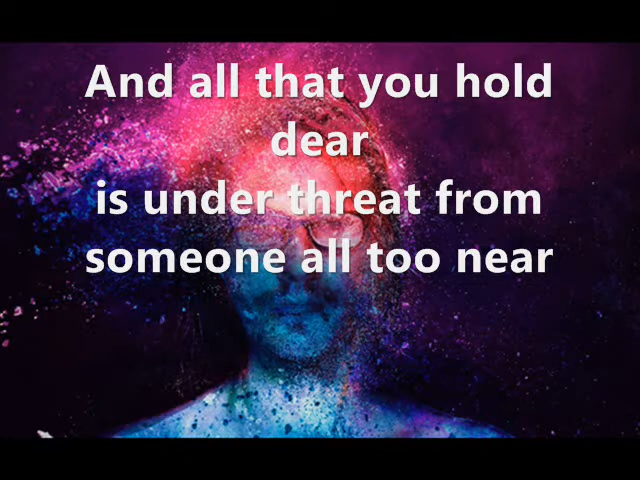 And all that you hold
dear
is under threat from
someone all too near